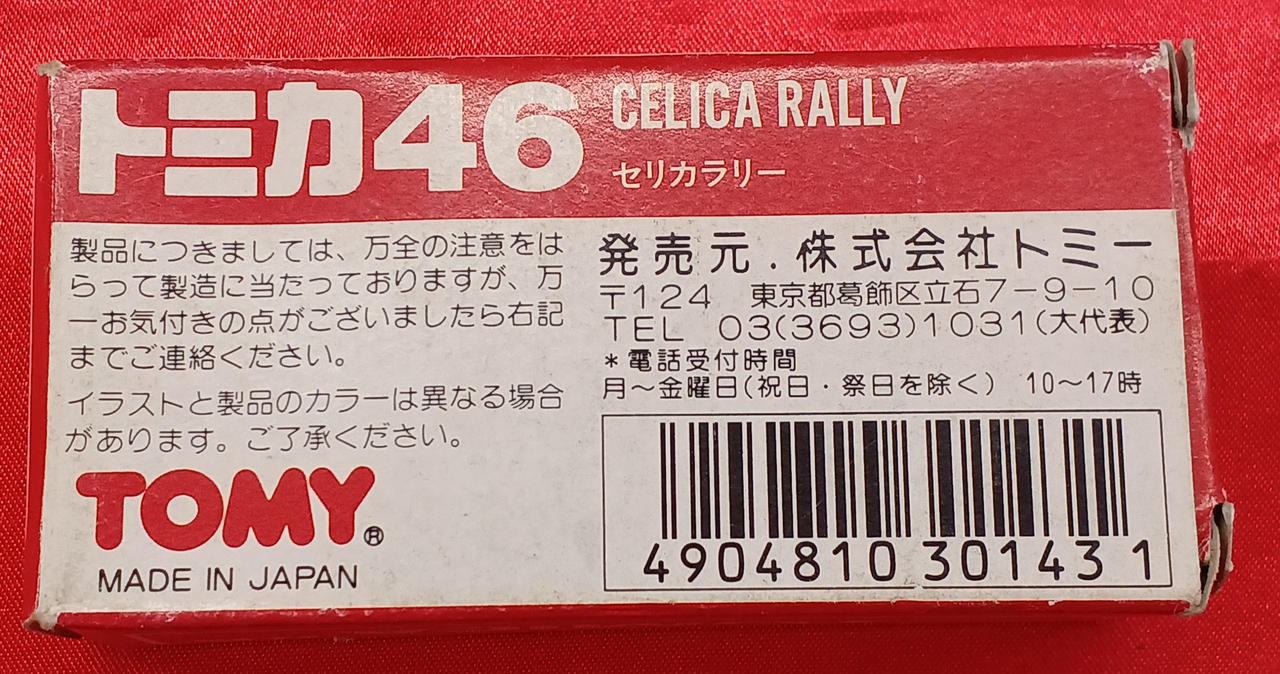 トミカ46 CELICA RALLY
セリカラリー
製品につきましては、万全の注意をは
らって製造に当たっておりますが、万
一お気付きの点がございましたら右記
までご連絡ください。
イラストと製品のカラーは異なる場合
があります。ご了承ください。
TOMY®
MADE IN JAPAN
発売元.株式会社トミー
〒124 東京都葛飾区立石7-9-10
TEL 03(3693)1031(大代表)
*電話受付時間
月~金曜日(祝日・祭日を除く) 10~17時
4904810301431